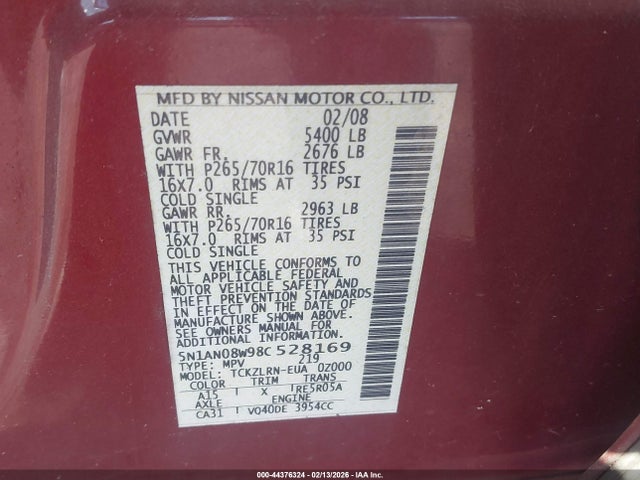 MFD BY NISSAN MOTOR CO., LTD.
DATE 02/08
GVWR 5400 LB
GAWR FR. 2676 LB
WITH P265/70R16 TIRES
16X7.0 RIMS AT 35 PSI
COLD SINGLE
GAWR RR. 2963 LB
WITH P265/70R16 TIRES
16X7.0 RIMS AT 35 PSI
COLD SINGLE
THIS VEHICLE CONFORMS TO
ALL APPLICABLE FEDERAL
MOTOR VEHICLE SAFETY AND
THEFT PREVENTION STANDARDS
IN EFFECT ON THE DATE OF
MANUFACTURE SHOWN ABOVE.
SEE OWNERS MANUAL FOR
ADDITIONAL INFORMATION.
5N1AN08W98C528169
TYPE: MPV 219
MODEL: TCKZLRN-EUA 0Z000
COLOR TRIM TRANS
A15 X RE5R05A
AXLE ENGINE
CA31 VQ40DE 3954CC
000-44376324 - 02/13/2026 - IAA Inc.